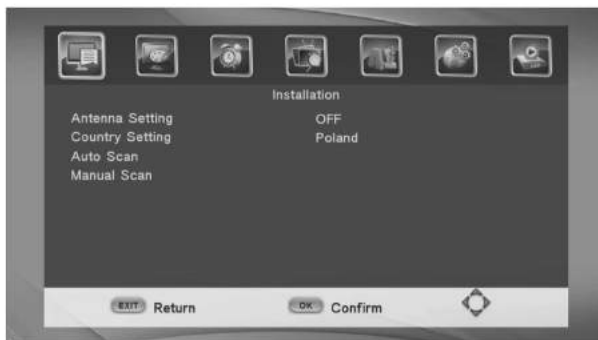 Installation
Antenna Setting OFF
Country Setting Poland
Auto Scan
Manual Scan
EXIT Return OK Confirm